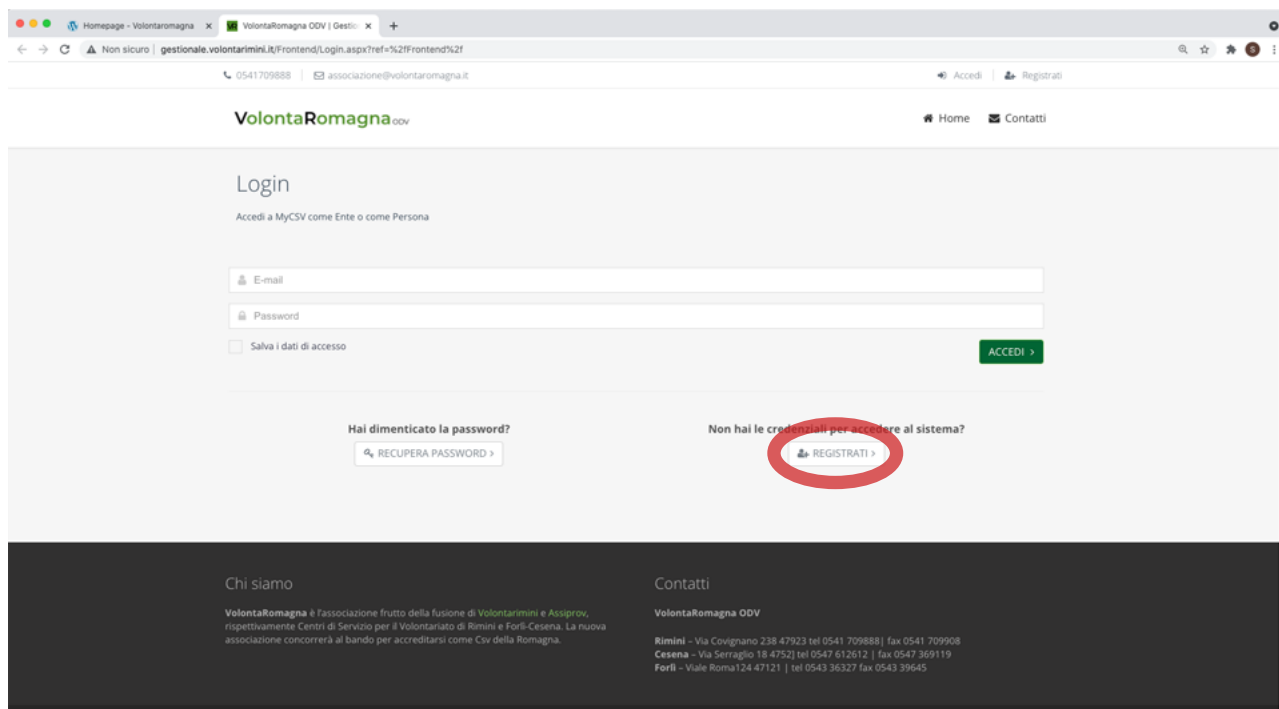 Homepage - Volontaromagna
VolontaRomagna ODV | Gestio
Non sicuro | gestionale.volontarimini.it/Frontend/Login.aspx?ref=%2fFrontend%2f
S
0541709888
associazione@volontaromagna.it
Accedi
Registrati
VolontaRomagna ODV
Home
Contatti
Login
Accedi a MyCSV come Ente o come Persona
E-mail
Password
Salva i dati di accesso
ACCEDI >
Hai dimenticato la password?
RECUPERA PASSWORD >
Non hai le credenziali per accedere al sistema?
REGISTRATI >
Chi siamo
VolontaRomagna è l'associazione frutto della fusione di Volontarimini e Assiprov,
rispettivamente Centri di Servizio per il Volontariato di Rimini e Forlì-Cesena. La nuova
associazione concorrerà al bando per accreditarsi come Csv della Romagna.
Contatti
VolontaRomagna ODV
Rimini – Via Covignano 238 47923 tel 0541 709888| fax 0541 709908
Cesena – Via Serraglio 18 4752] tel 0547 612612 | fax 0547 369119
Forlì – Viale Roma124 47121 | tel 0543 36327 fax 0543 39645